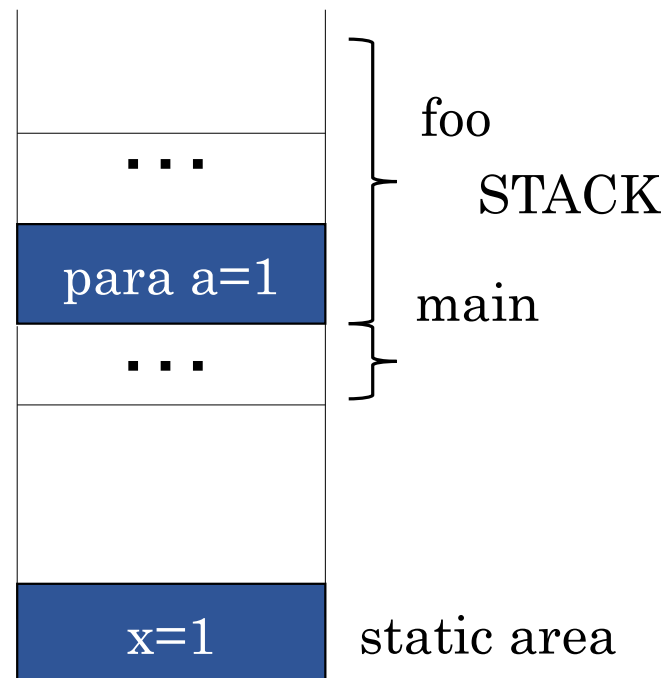 foo
...
STACK
para a=1
main
...
x=1
static area